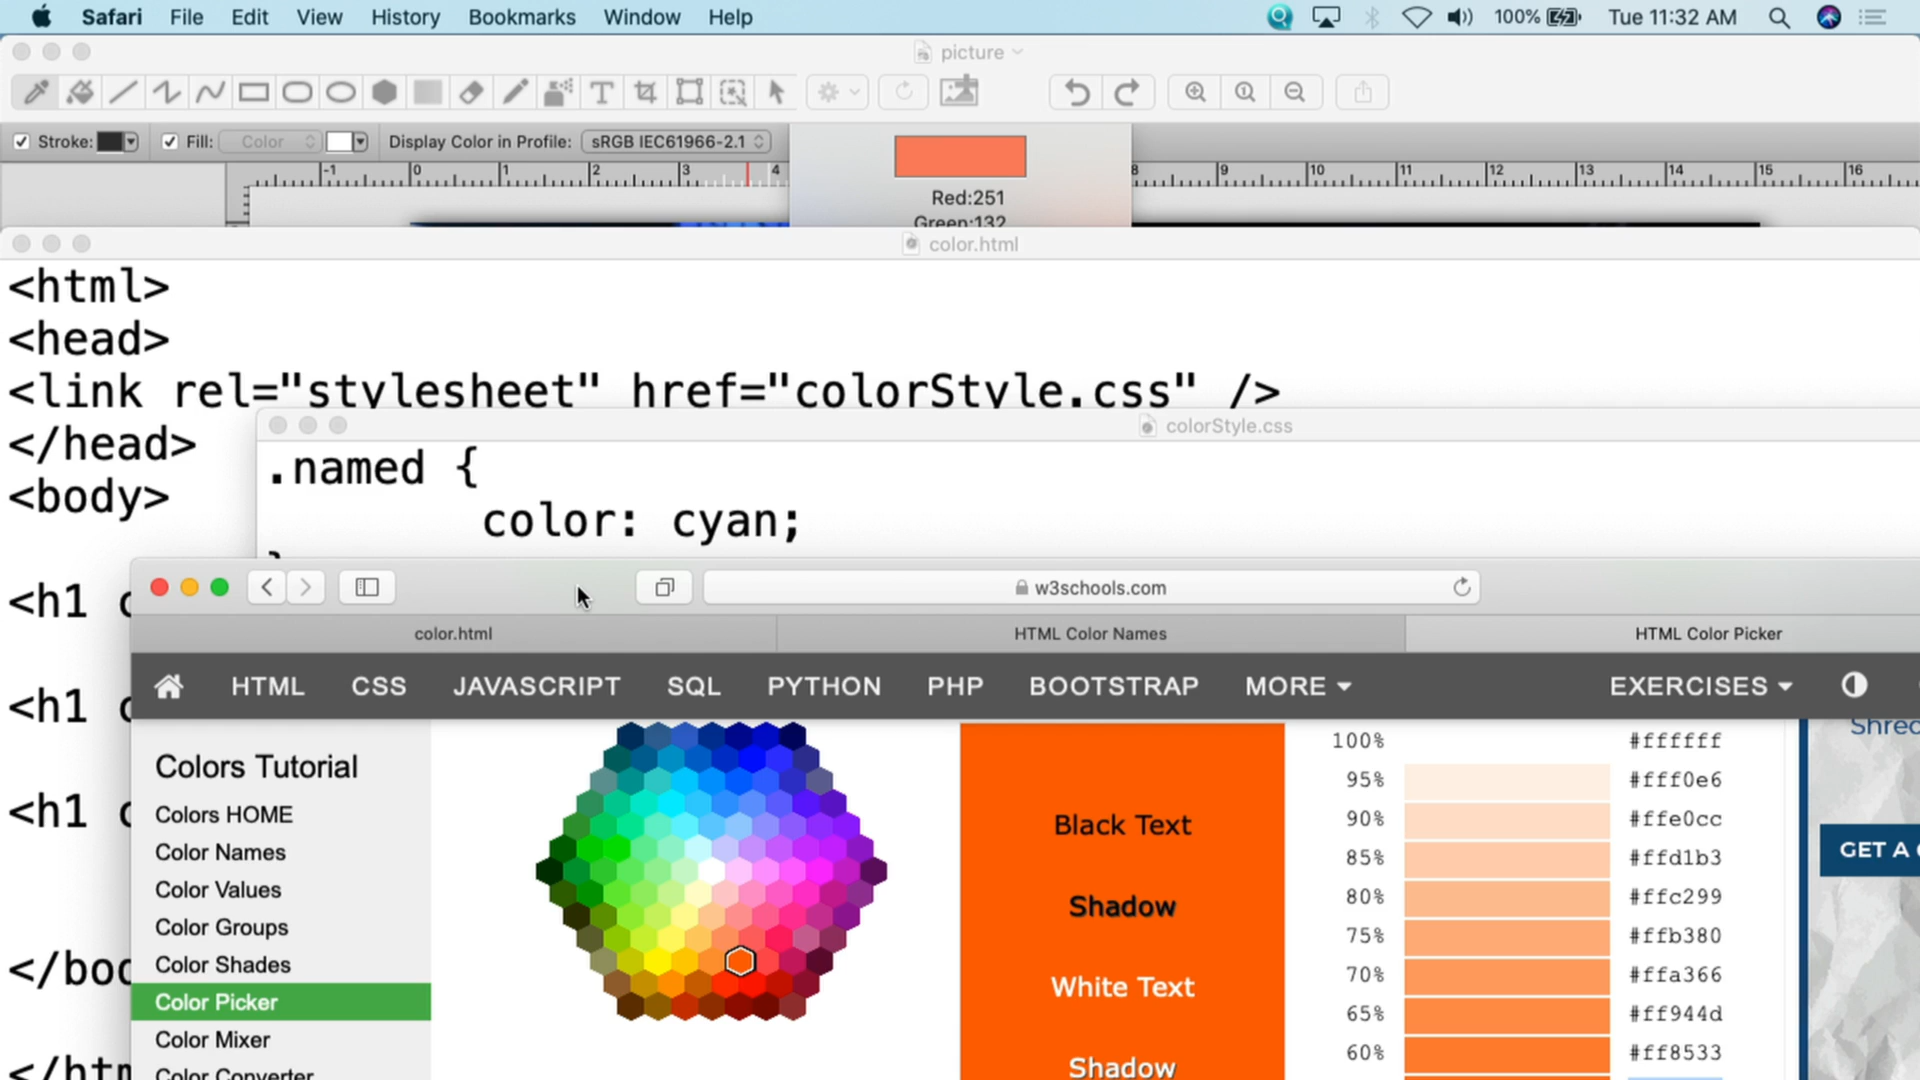 Safari File Edit View History Bookmarks Window Help 100% Tue 11:32 AM
picture
Stroke: Fill: Color Display Color in Profile: sRGB IEC61966-2.1
-1 0 1 2 3 4 8 9 10 11 12 13 14 15 16
Red:251
Green:132
color.html
<html>
<head>
<link rel="stylesheet" href="colorStyle.css" />
</head>
<body>
<h1
<h1
<h1
colorStyle.css
.named {
color: cyan;
}
w3schools.com
color.html HTML Color Names HTML Color Picker
HTML CSS JAVASCRIPT SQL PYTHON PHP BOOTSTRAP MORE EXERCISES
Colors Tutorial
Colors HOME
Color Names
Color Values
Color Groups
Color Shades
Color Picker
Color Mixer
Color Converter
Black Text
Shadow
White Text
Shadow
100% #ffffff
95% #fff0e6
90% #ffe0cc
85% #ffd1b3
80% #ffc299
75% #ffb380
70% #ffa366
65% #ff944d
60% #ff8533
Shred
GET A
</bod
</htm